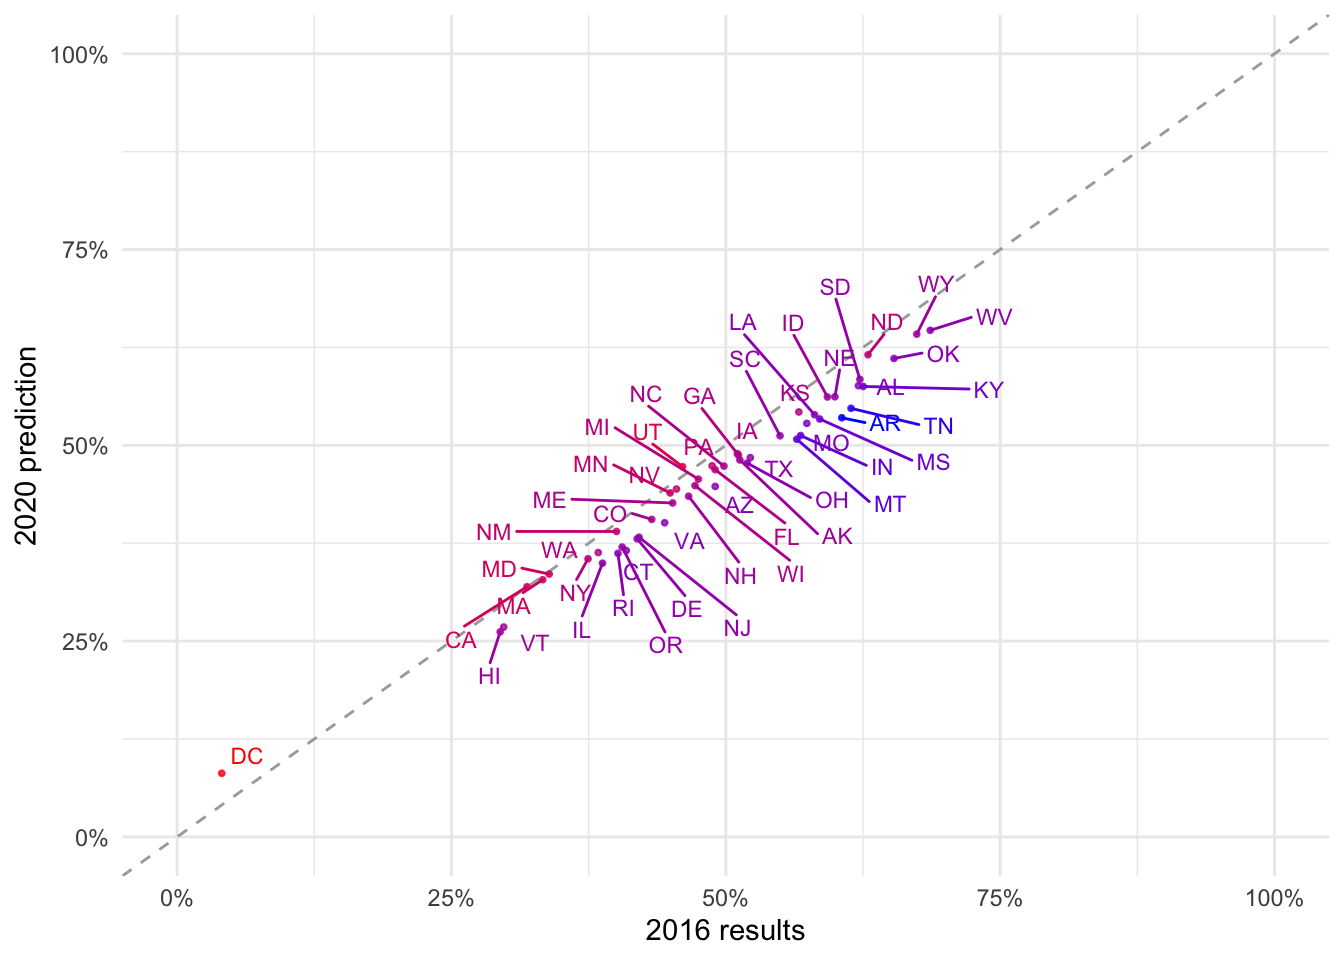 100%
75%
50%
25%
0%
2020 prediction
SD
WY
WV
LA
ID
ND
SC
NE
OK
KS
AL
KY
NC
GA
MI
UT
PA
IA
AR
TN
MO
MN
NV
TX
IN
MS
ME
CO
AZ
OH
MT
NM
WA
VA
FL
AK
MD
CT
NH
WI
MA
NY
RI
DE
CA
VT
IL
OR
NJ
HI
DC
0%
25%
50%
75%
100%
2016 results